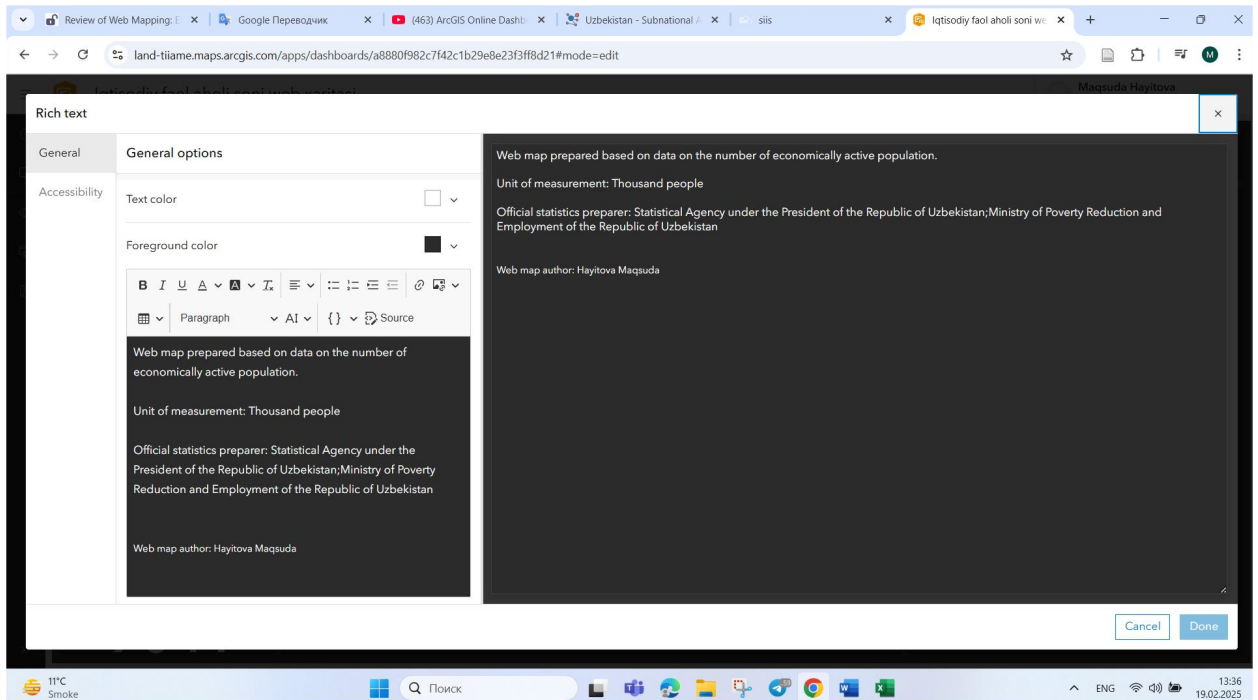 Review of Web Mapping: E
Google Переводчик
(463) ArcGIS Online Dashb
Uzbekistan - Subnational A
siis
Iqtisodiy faol aholi soni we
land-tiiame.maps.arcgis.com/apps/dashboards/a8880f982c7f42c1b29e8e23f3ff8d21#mode=edit
M
Iqtisodiy faol aholi soni web xaritasi
Maqsuda Hayitova
Rich text
General
Accessibility
General options
Text color
Foreground color
B I U A A Tx
Paragraph AI {} Source
Web map prepared based on data on the number of
economically active population.
Unit of measurement: Thousand people
Official statistics preparer: Statistical Agency under the
President of the Republic of Uzbekistan;Ministry of Poverty
Reduction and Employment of the Republic of Uzbekistan
Web map author: Hayitova Maqsuda
Web map prepared based on data on the number of economically active population.
Unit of measurement: Thousand people
Official statistics preparer: Statistical Agency under the President of the Republic of Uzbekistan;Ministry of Poverty Reduction and
Employment of the Republic of Uzbekistan
Web map author: Hayitova Maqsuda
Cancel
Done
11°C
Smoke
Поиск
ENG
13:36
19.02.2025